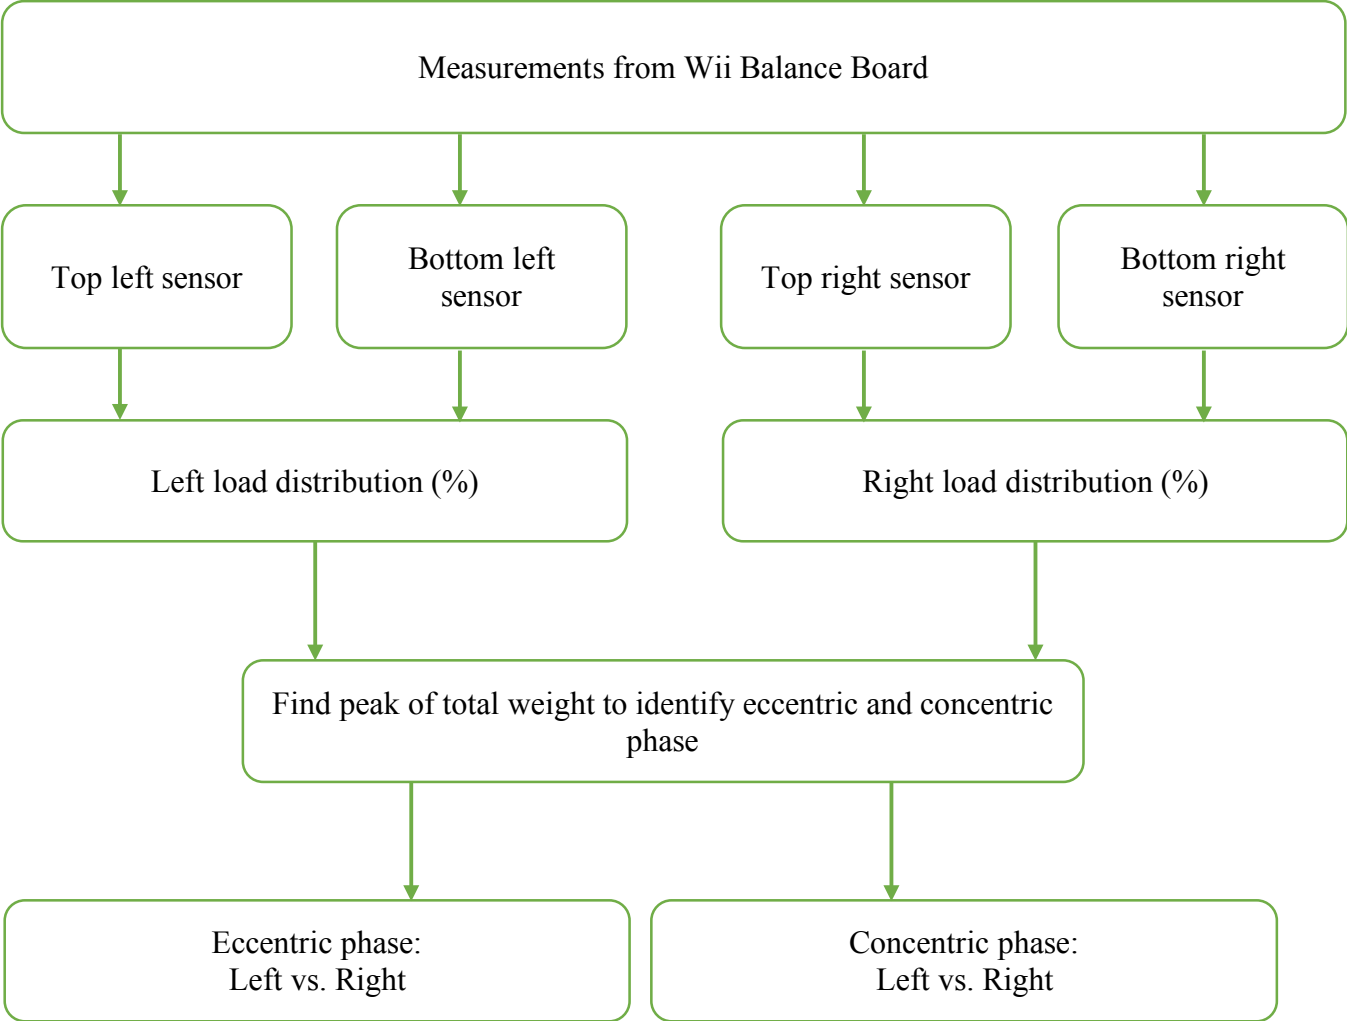 Measurements from Wii Balance Board
Top left sensor
Bottom left
sensor
Top right sensor
Bottom right
sensor
Left load distribution (%)
Right load distribution (%)
Find peak of total weight to identify eccentric and concentric
phase
Eccentric phase:
Left vs. Right
Concentric phase:
Left vs. Right